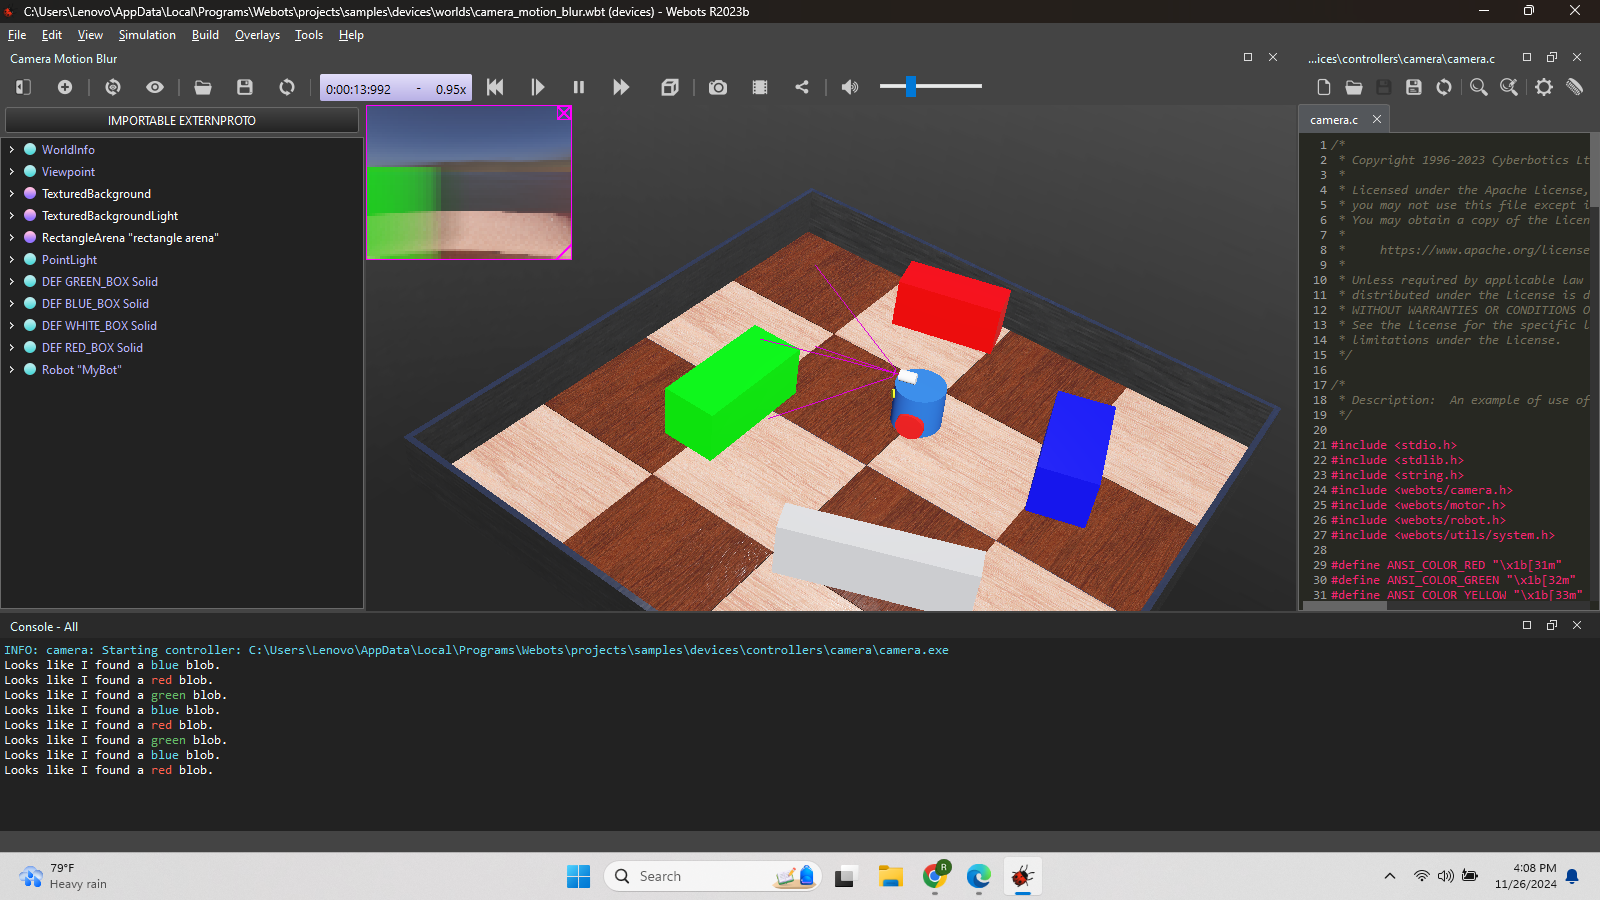 C:\Users\Lenovo\AppData\Local\Programs\Webots\projects\samples\devices\worlds\camera_motion_blur.wbt (devices) - Webots R2023b
File Edit View Simulation Build Overlays Tools Help
Camera Motion Blur
...ices\controllers\camera\camera.c
0:00:13:992 - 0.95x
IMPORTABLE EXTERNPROTO
WorldInfo
Viewpoint
TexturedBackground
TexturedBackgroundLight
RectangleArena "rectangle arena"
PointLight
DEF GREEN_BOX Solid
DEF BLUE_BOX Solid
DEF WHITE_BOX Solid
DEF RED_BOX Solid
Robot "MyBot"
camera.c
1 /*
2 * Copyright 1996-2023 Cyberbotics Lt
3 *
4 * Licensed under the Apache License,
5 * you may not use this file except i
6 * You may obtain a copy of the Licen
7 *
8 * https://www.apache.org/license
9 *
10 * Unless required by applicable law
11 * distributed under the License is d
12 * WITHOUT WARRANTIES OR CONDITIONS O
13 * See the License for the specific l
14 * limitations under the License.
15 */
16
17 /*
18 * Description: An example of use of
19 */
20
21 #include <stdio.h>
22 #include <stdlib.h>
23 #include <string.h>
24 #include <webots/camera.h>
25 #include <webots/motor.h>
26 #include <webots/robot.h>
27 #include <webots/utils/system.h>
28
29 #define ANSI_COLOR_RED "\x1b[31m"
30 #define ANSI_COLOR_GREEN "\x1b[32m"
31 #define ANSI_COLOR_YELLOW "\x1b[33m"
Console - All
INFO: camera: Starting controller: C:\Users\Lenovo\AppData\Local\Programs\Webots\projects\samples\devices\controllers\camera\camera.exe
Looks like I found a blue blob.
Looks like I found a red blob.
Looks like I found a green blob.
Looks like I found a blue blob.
Looks like I found a red blob.
Looks like I found a green blob.
Looks like I found a blue blob.
Looks like I found a red blob.
79°F
Heavy rain
Search
R
4:08 PM
11/26/2024